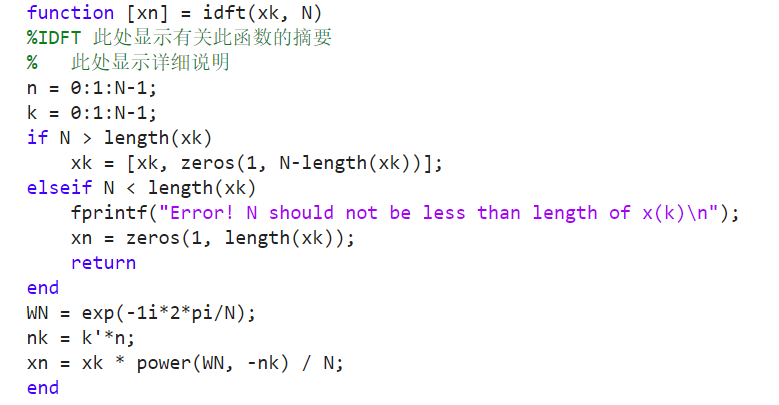 function [xn] = idft(xk, N)
%IDFT 此处显示有关此函数的摘要
%   此处显示详细说明
n = 0:1:N-1;
k = 0:1:N-1;
if N > length(xk)
    xk = [xk, zeros(1, N-length(xk))];
elseif N < length(xk)
    fprintf("Error! N should not be less than length of x(k)\n");
    xn = zeros(1, length(xk));
    return
end
WN = exp(-1i*2*pi/N);
nk = k'*n;
xn = xk * power(WN, -nk) / N;
end